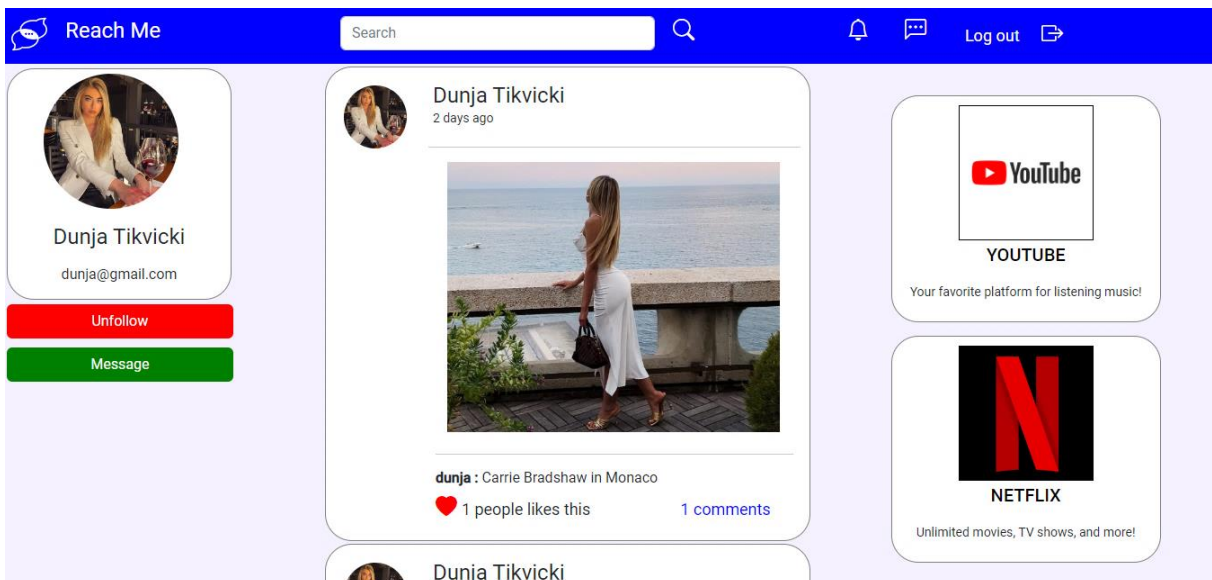 Reach Me
Search
Log out
Dunja Tikvicki
dunja@gmail.com
Unfollow
Message
Dunja Tikvicki
2 days ago
dunja : Carrie Bradshaw in Monaco
1 people likes this
1 comments
Dunja Tikvicki
YouTube
YOUTUBE
Your favorite platform for listening music!
NETFLIX
Unlimited movies, TV shows, and more!